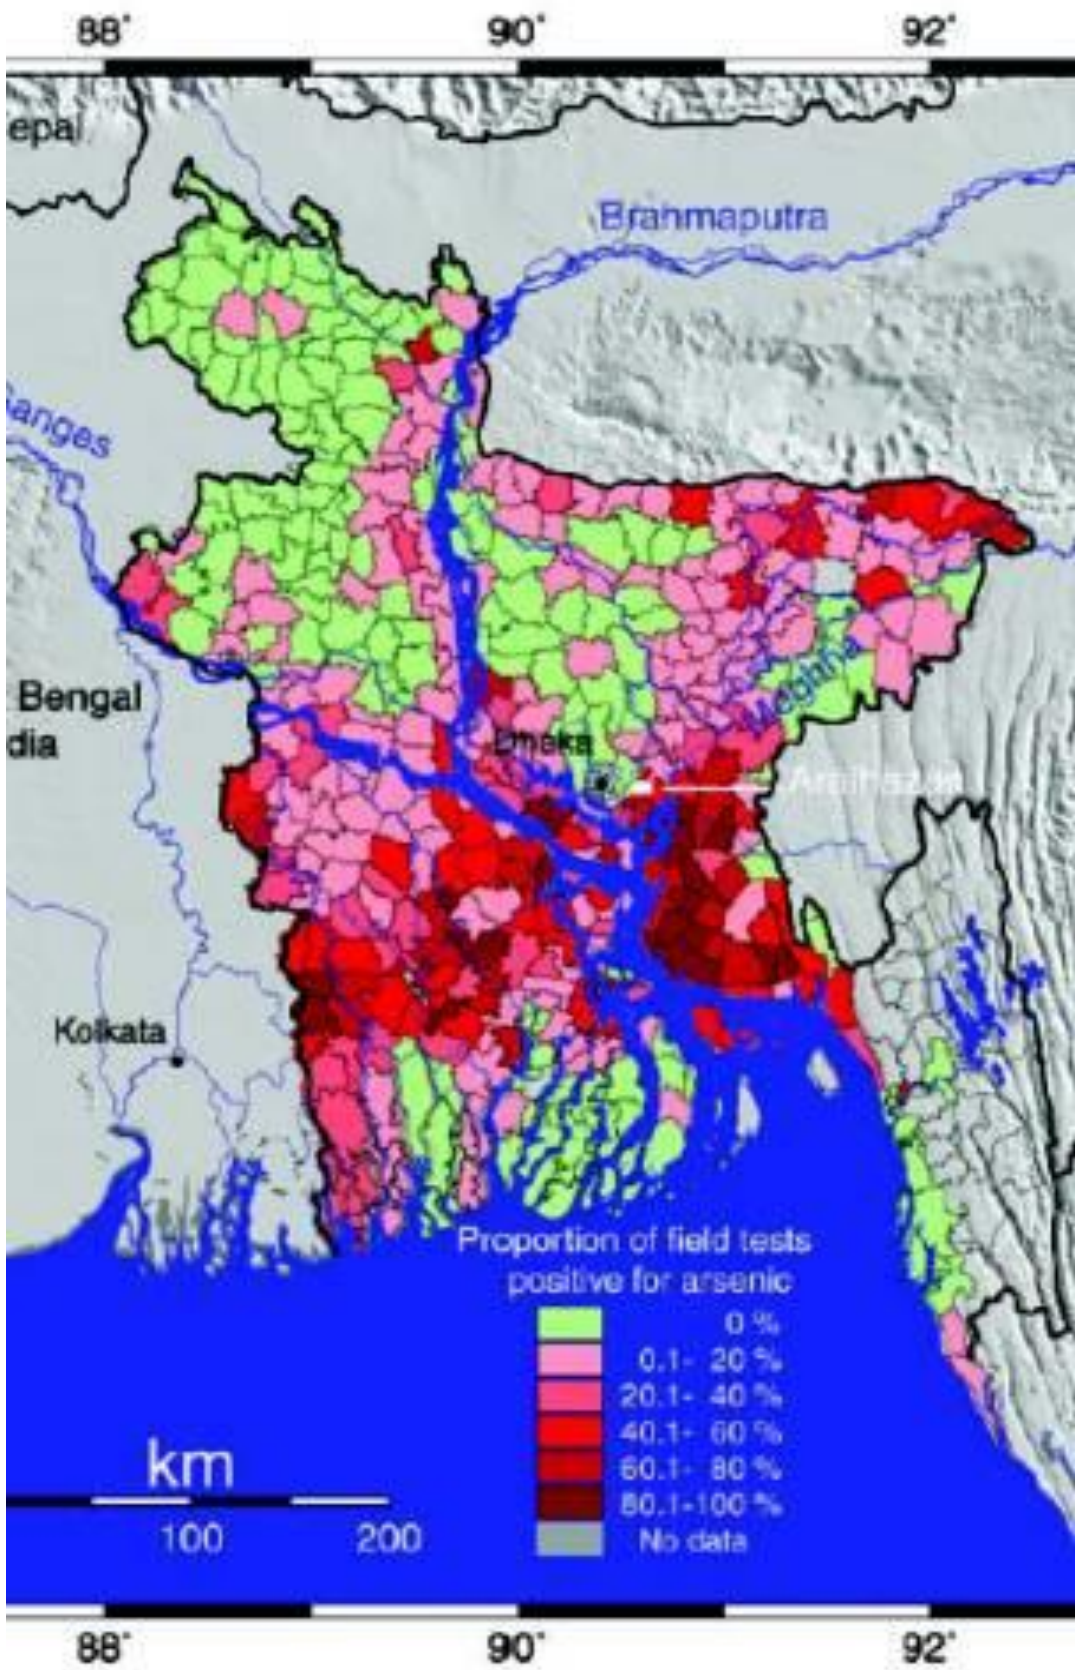 88°
90°
92°
epal
Brahmaputra
anges
Bengal
dia
Meghna
Dhaka
Araihazar
Kolkata
Proportion of field tests
positive for arsenic
0 %
0.1- 20 %
20.1- 40 %
40.1- 60 %
60.1- 80 %
80.1-100 %
No data
km
100
200
88°
90°
92°